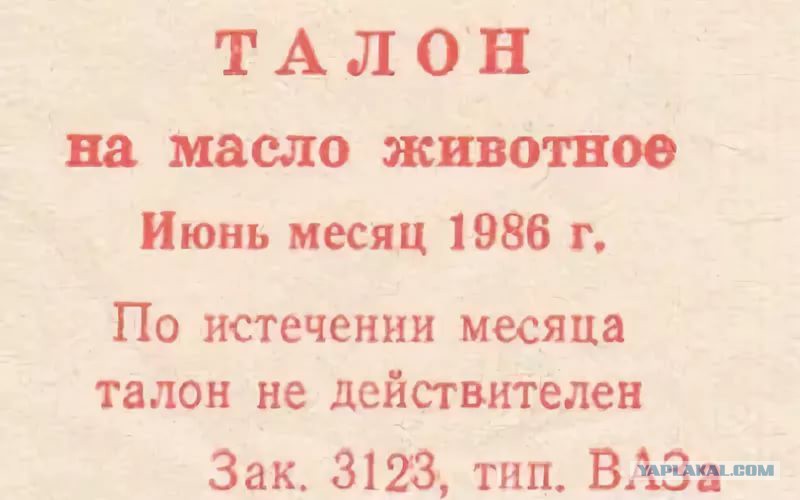 ТАЛОН
на масло животное
Июнь месяц 1986 г.
По истечении месяца
талон не действителен
Зак. 3123, тип. ВАЗа
YAPLAKAL.COM